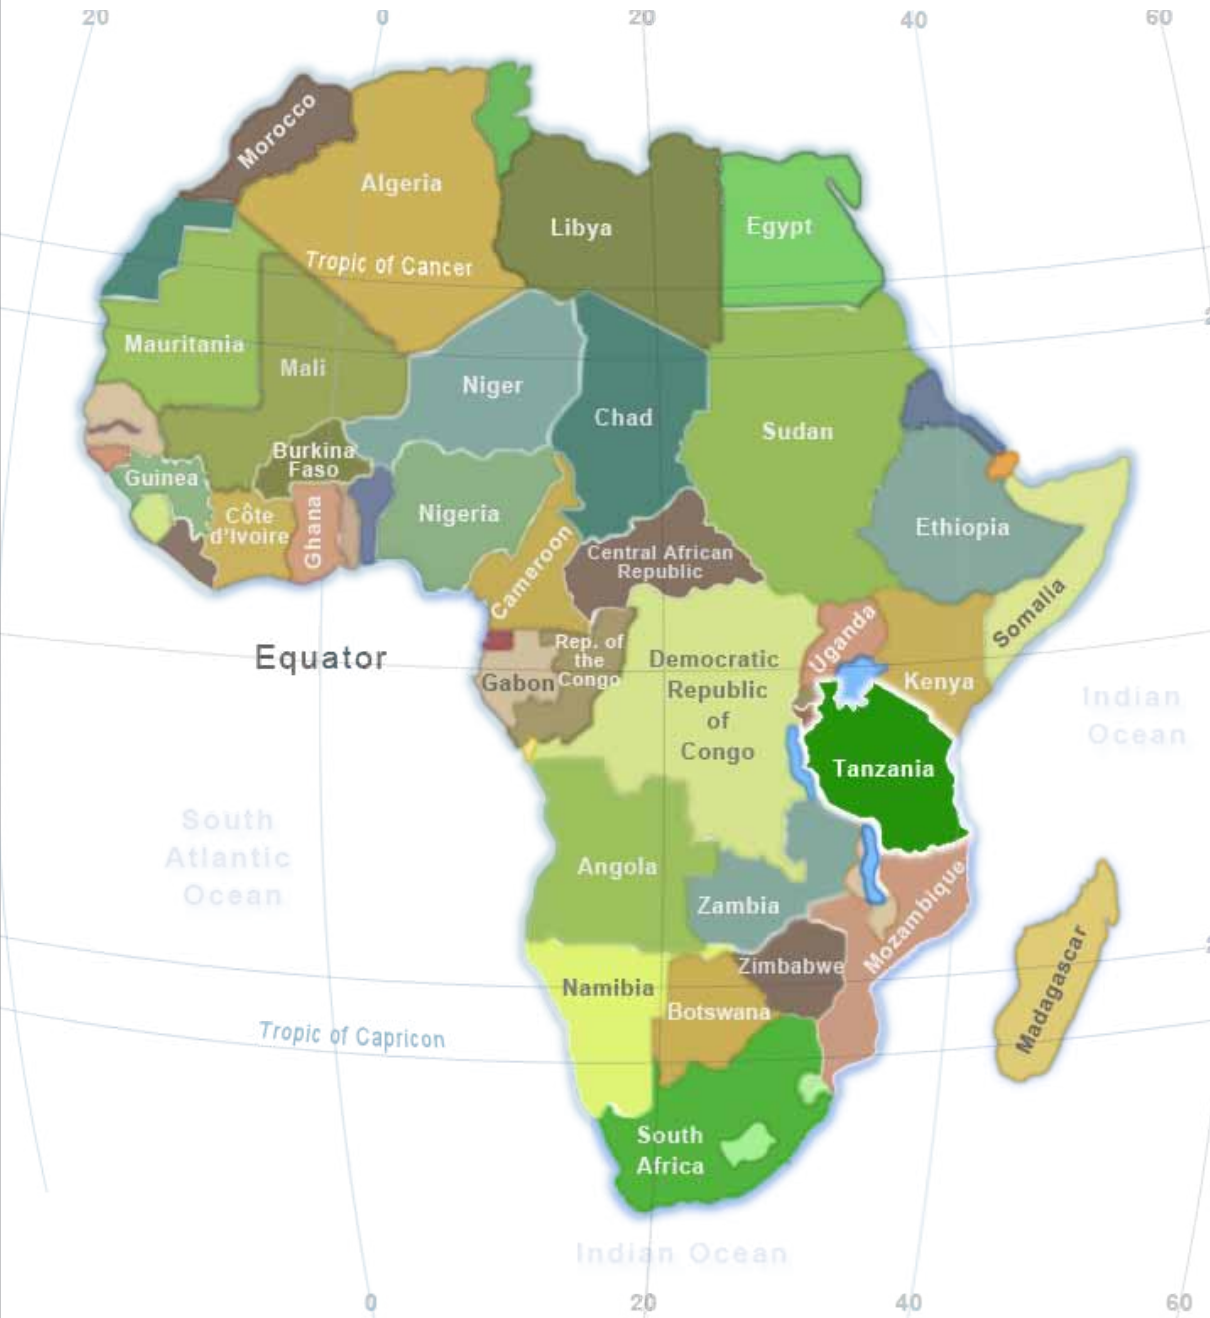 20 0 20 40 60
Morocco
Algeria
Libya
Egypt
Tropic of Cancer
Mauritania
Mali
Niger
Chad
Sudan
Burkina
Faso
Guinea
Côte
d'Ivoire
Ghana
Nigeria
Cameroon
Central African
Republic
Ethiopia
Somalia
Equator
Gabon
Rep. of
the
Congo
Democratic
Republic
of
Congo
Uganda
Kenya
Indian
Ocean
Tanzania
South
Atlantic
Ocean
Angola
Zambia
Mozambique
Zimbabwe
Namibia
Botswana
Madagascar
Tropic of Capricon
South
Africa
Indian Ocean
0 20 40 60